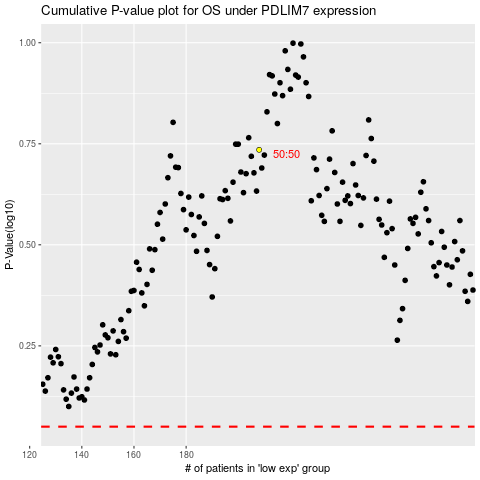 Cumulative P-value plot for OS under PDLIM7 expression
1.00
0.75
0.50
0.25
P-Value(log10)
50:50
120 140 160 180
# of patients in 'low exp' group